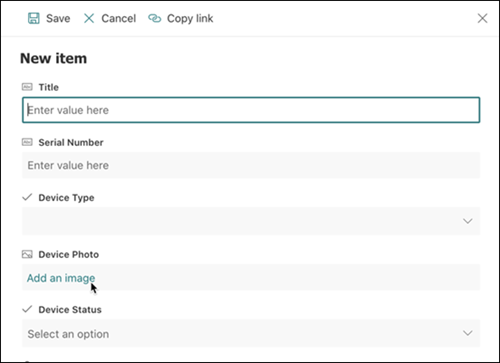 Save Cancel Copy link
New item
Title
Enter value here
Serial Number
Enter value here
Device Type
Device Photo
Add an image
Device Status
Select an option